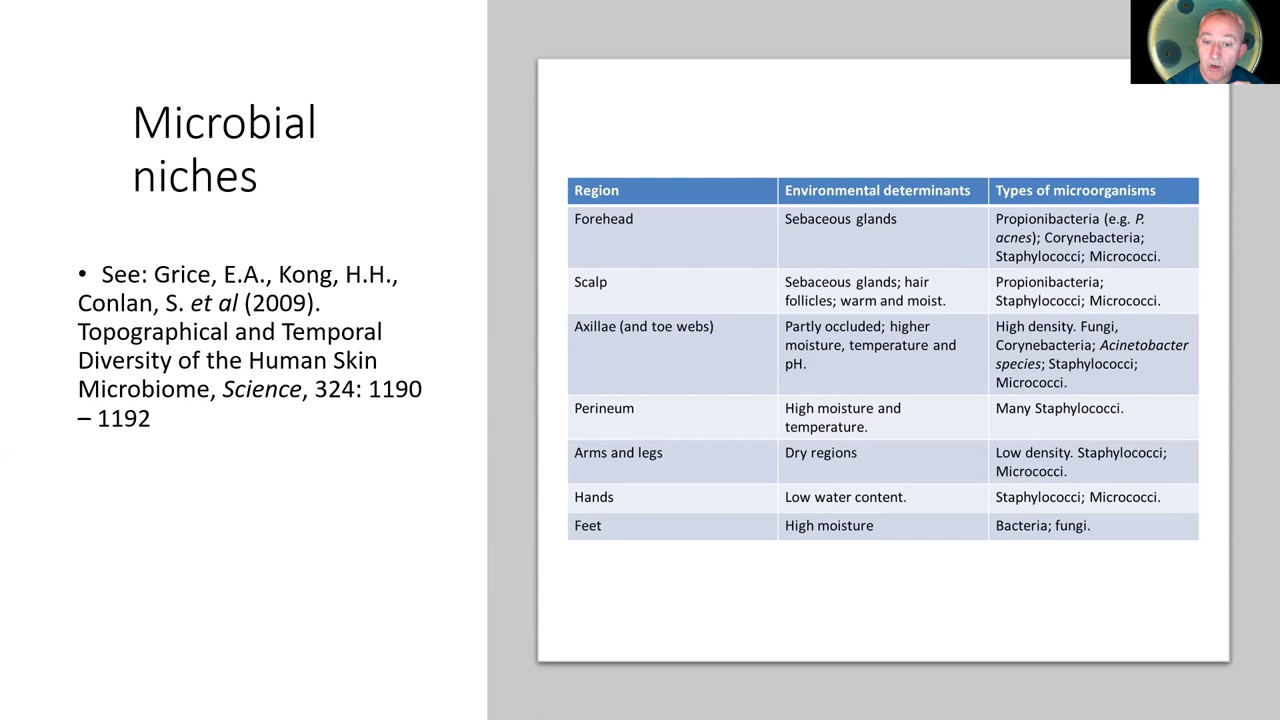 Microbial
niches
• See: Grice, E.A., Kong, H.H.,
Conlan, S. et al (2009).
Topographical and Temporal
Diversity of the Human Skin
Microbiome, Science, 324: 1190
– 1192
Region Environmental determinants Types of microorganisms
Forehead Sebaceous glands Propionibacteria (e.g. P.
acnes); Corynebacteria;
Staphylococci; Micrococci.
Scalp Sebaceous glands; hair Propionibacteria;
follicles; warm and moist. Staphylococci; Micrococci.
Axillae (and toe webs) Partly occluded; higher High density. Fungi,
moisture, temperature and Corynebacteria; Acinetobacter
pH. species; Staphylococci;
Micrococci.
Perineum High moisture and Many Staphylococci.
temperature.
Arms and legs Dry regions Low density. Staphylococci;
Micrococci.
Hands Low water content. Staphylococci; Micrococci.
Feet High moisture Bacteria; fungi.